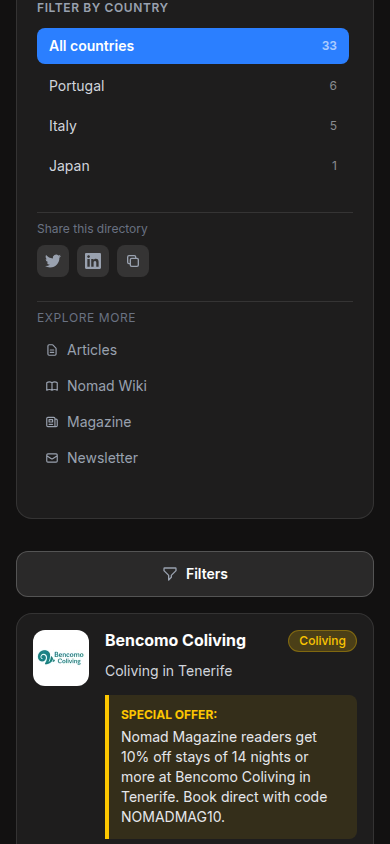 FILTER BY COUNTRY
All countries 33
Portugal 6
Italy 5
Japan 1
Share this directory
EXPLORE MORE
Articles
Nomad Wiki
Magazine
Newsletter
Filters
Bencomo Coliving
Bencomo Coliving
Coliving
Coliving in Tenerife
SPECIAL OFFER:
Nomad Magazine readers get
10% off stays of 14 nights or
more at Bencomo Coliving in
Tenerife. Book direct with code
NOMADMAG10.